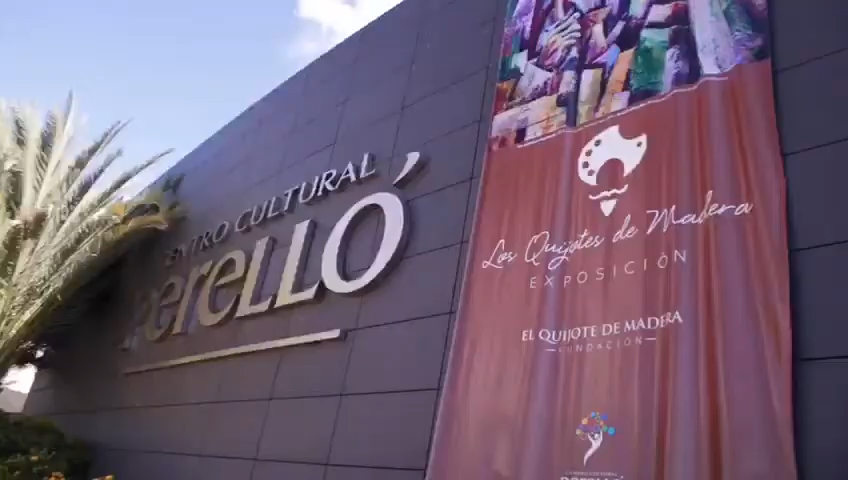 CENTRO CULTURAL
PERELLÓ
Los Quijotes de Madera
EXPOSICIÓN
EL QUIJOTE DE MADERA
FUNDACIÓN